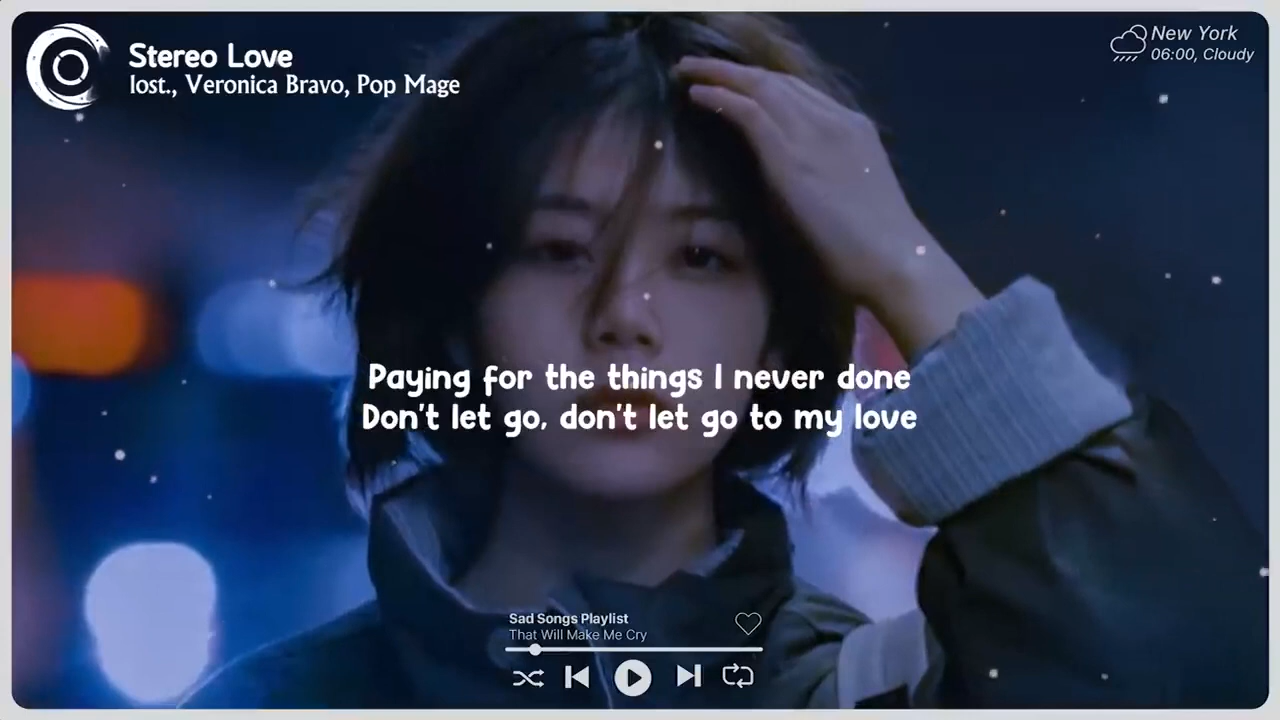 Stereo Love
lost., Veronica Bravo, Pop Mage
New York
06:00, Cloudy
Paying for the things I never done
Don't let go, don't let go to my love
Sad Songs Playlist
That Will Make Me Cry